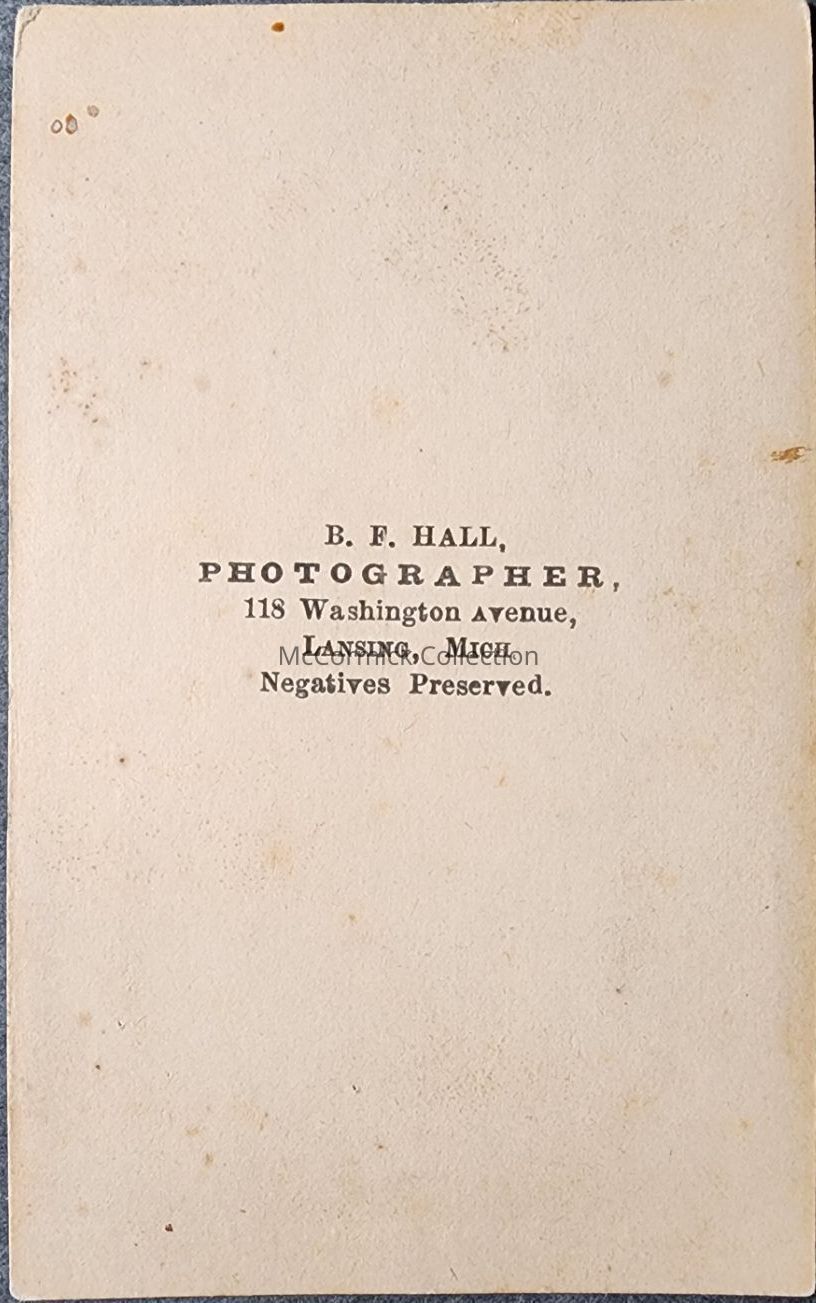 B. F. HALL,
PHOTOGRAPHER,
118 Washington Avenue,
LANSING, MICH.
McCormick Collection
Negatives Preserved.